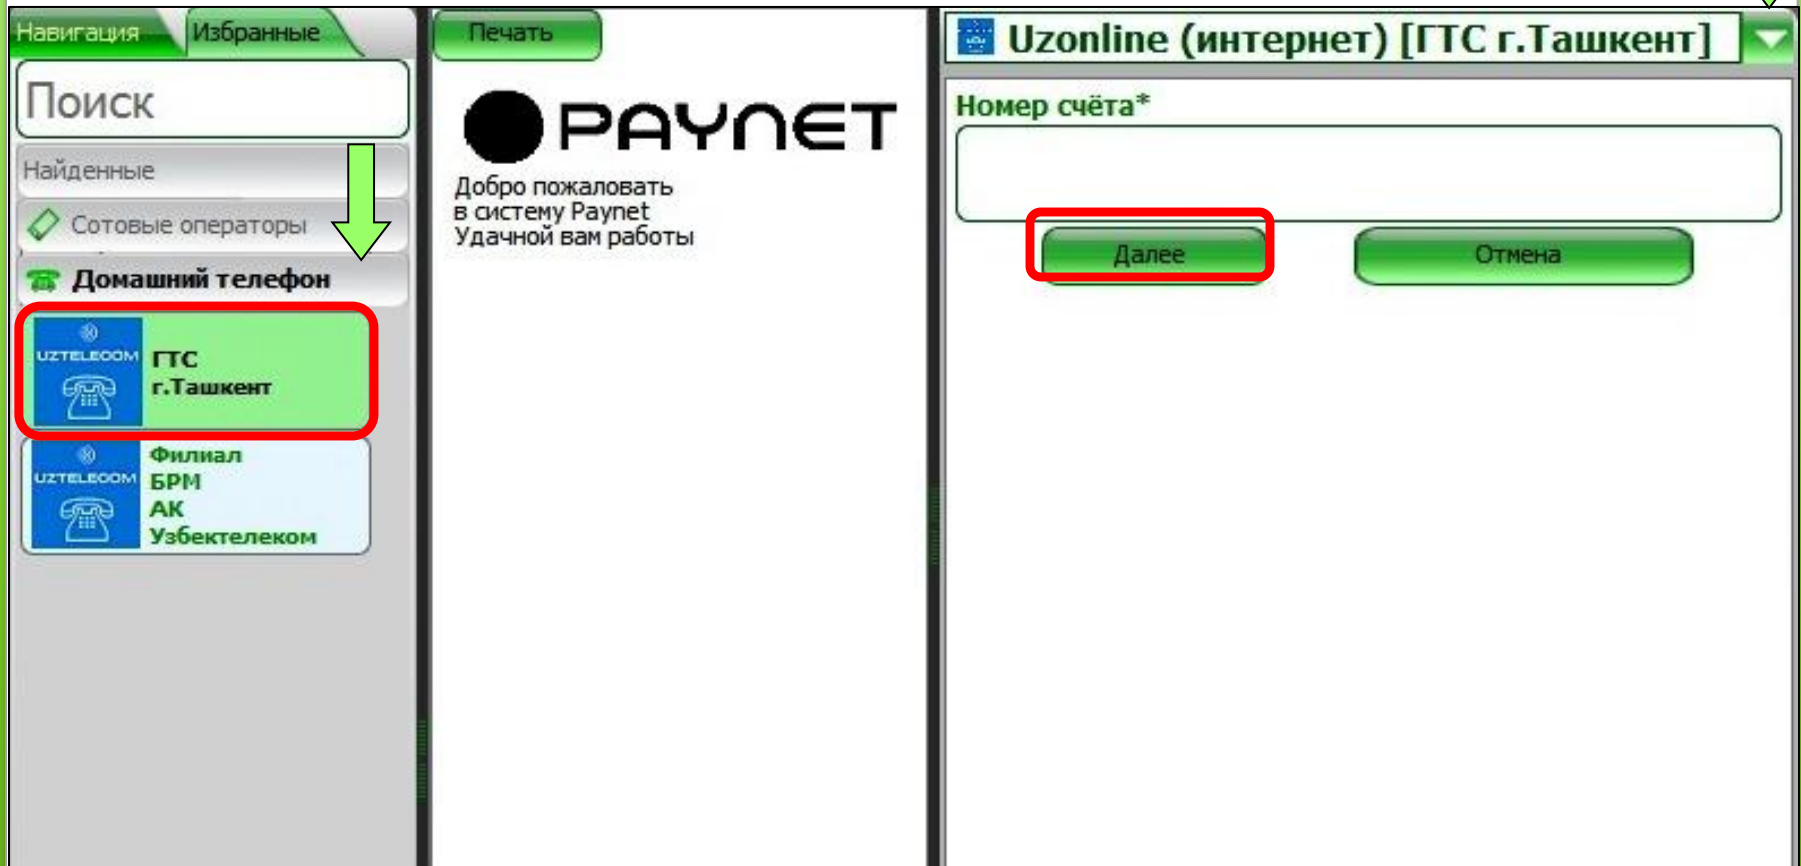 Навигация
Избранные
Поиск
Найденные
Сотовые операторы
Домашний телефон
UZTELECOM
ГТС
г.Ташкент
UZTELECOM
Филиал
БРМ
АК
Узбектелеком
Печать
PAYNET
Добро пожаловать
в систему Paynet
Удачной вам работы
Uzonline (интернет) [ГТС г.Ташкент]
Номер счёта*
Далее
Отмена